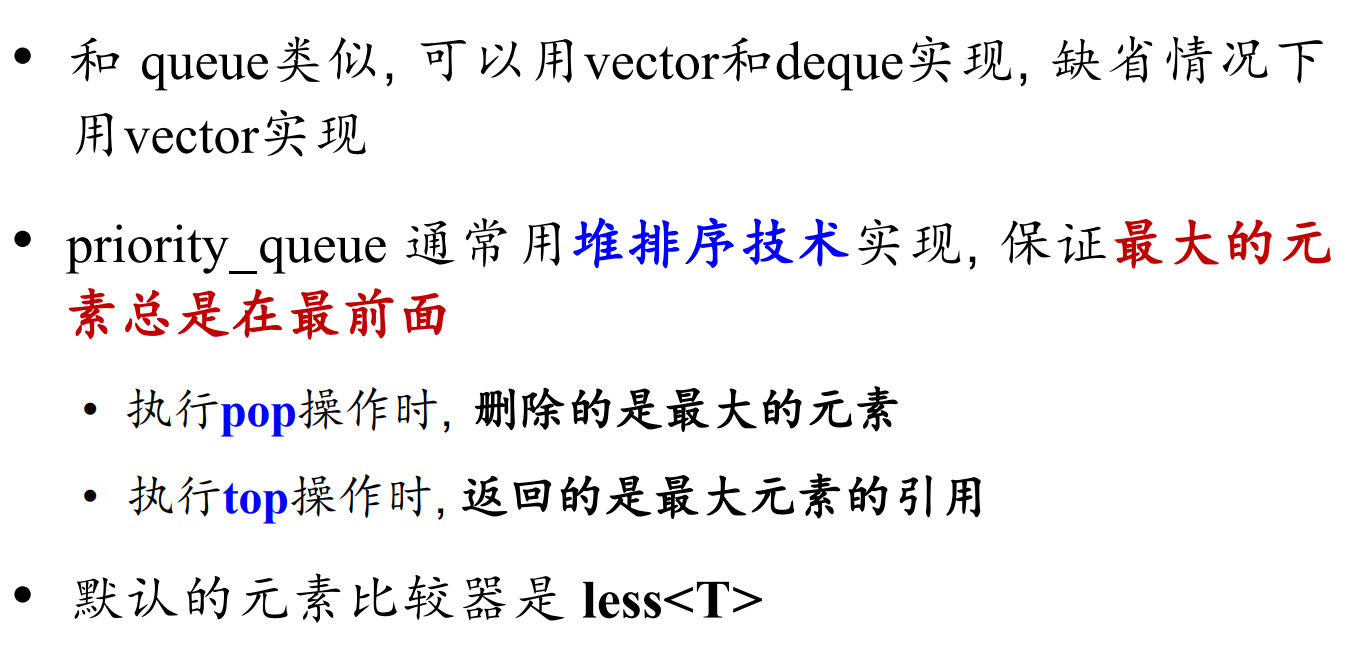 • 和 queue类似, 可以用vector和deque实现, 缺省情况下
用vector实现
• priority_queue 通常用堆排序技术实现, 保证最大的元
素总是在最前面
• 执行pop操作时, 删除的是最大的元素
• 执行top操作时, 返回的是最大元素的引用
• 默认的元素比较器是 less<T>